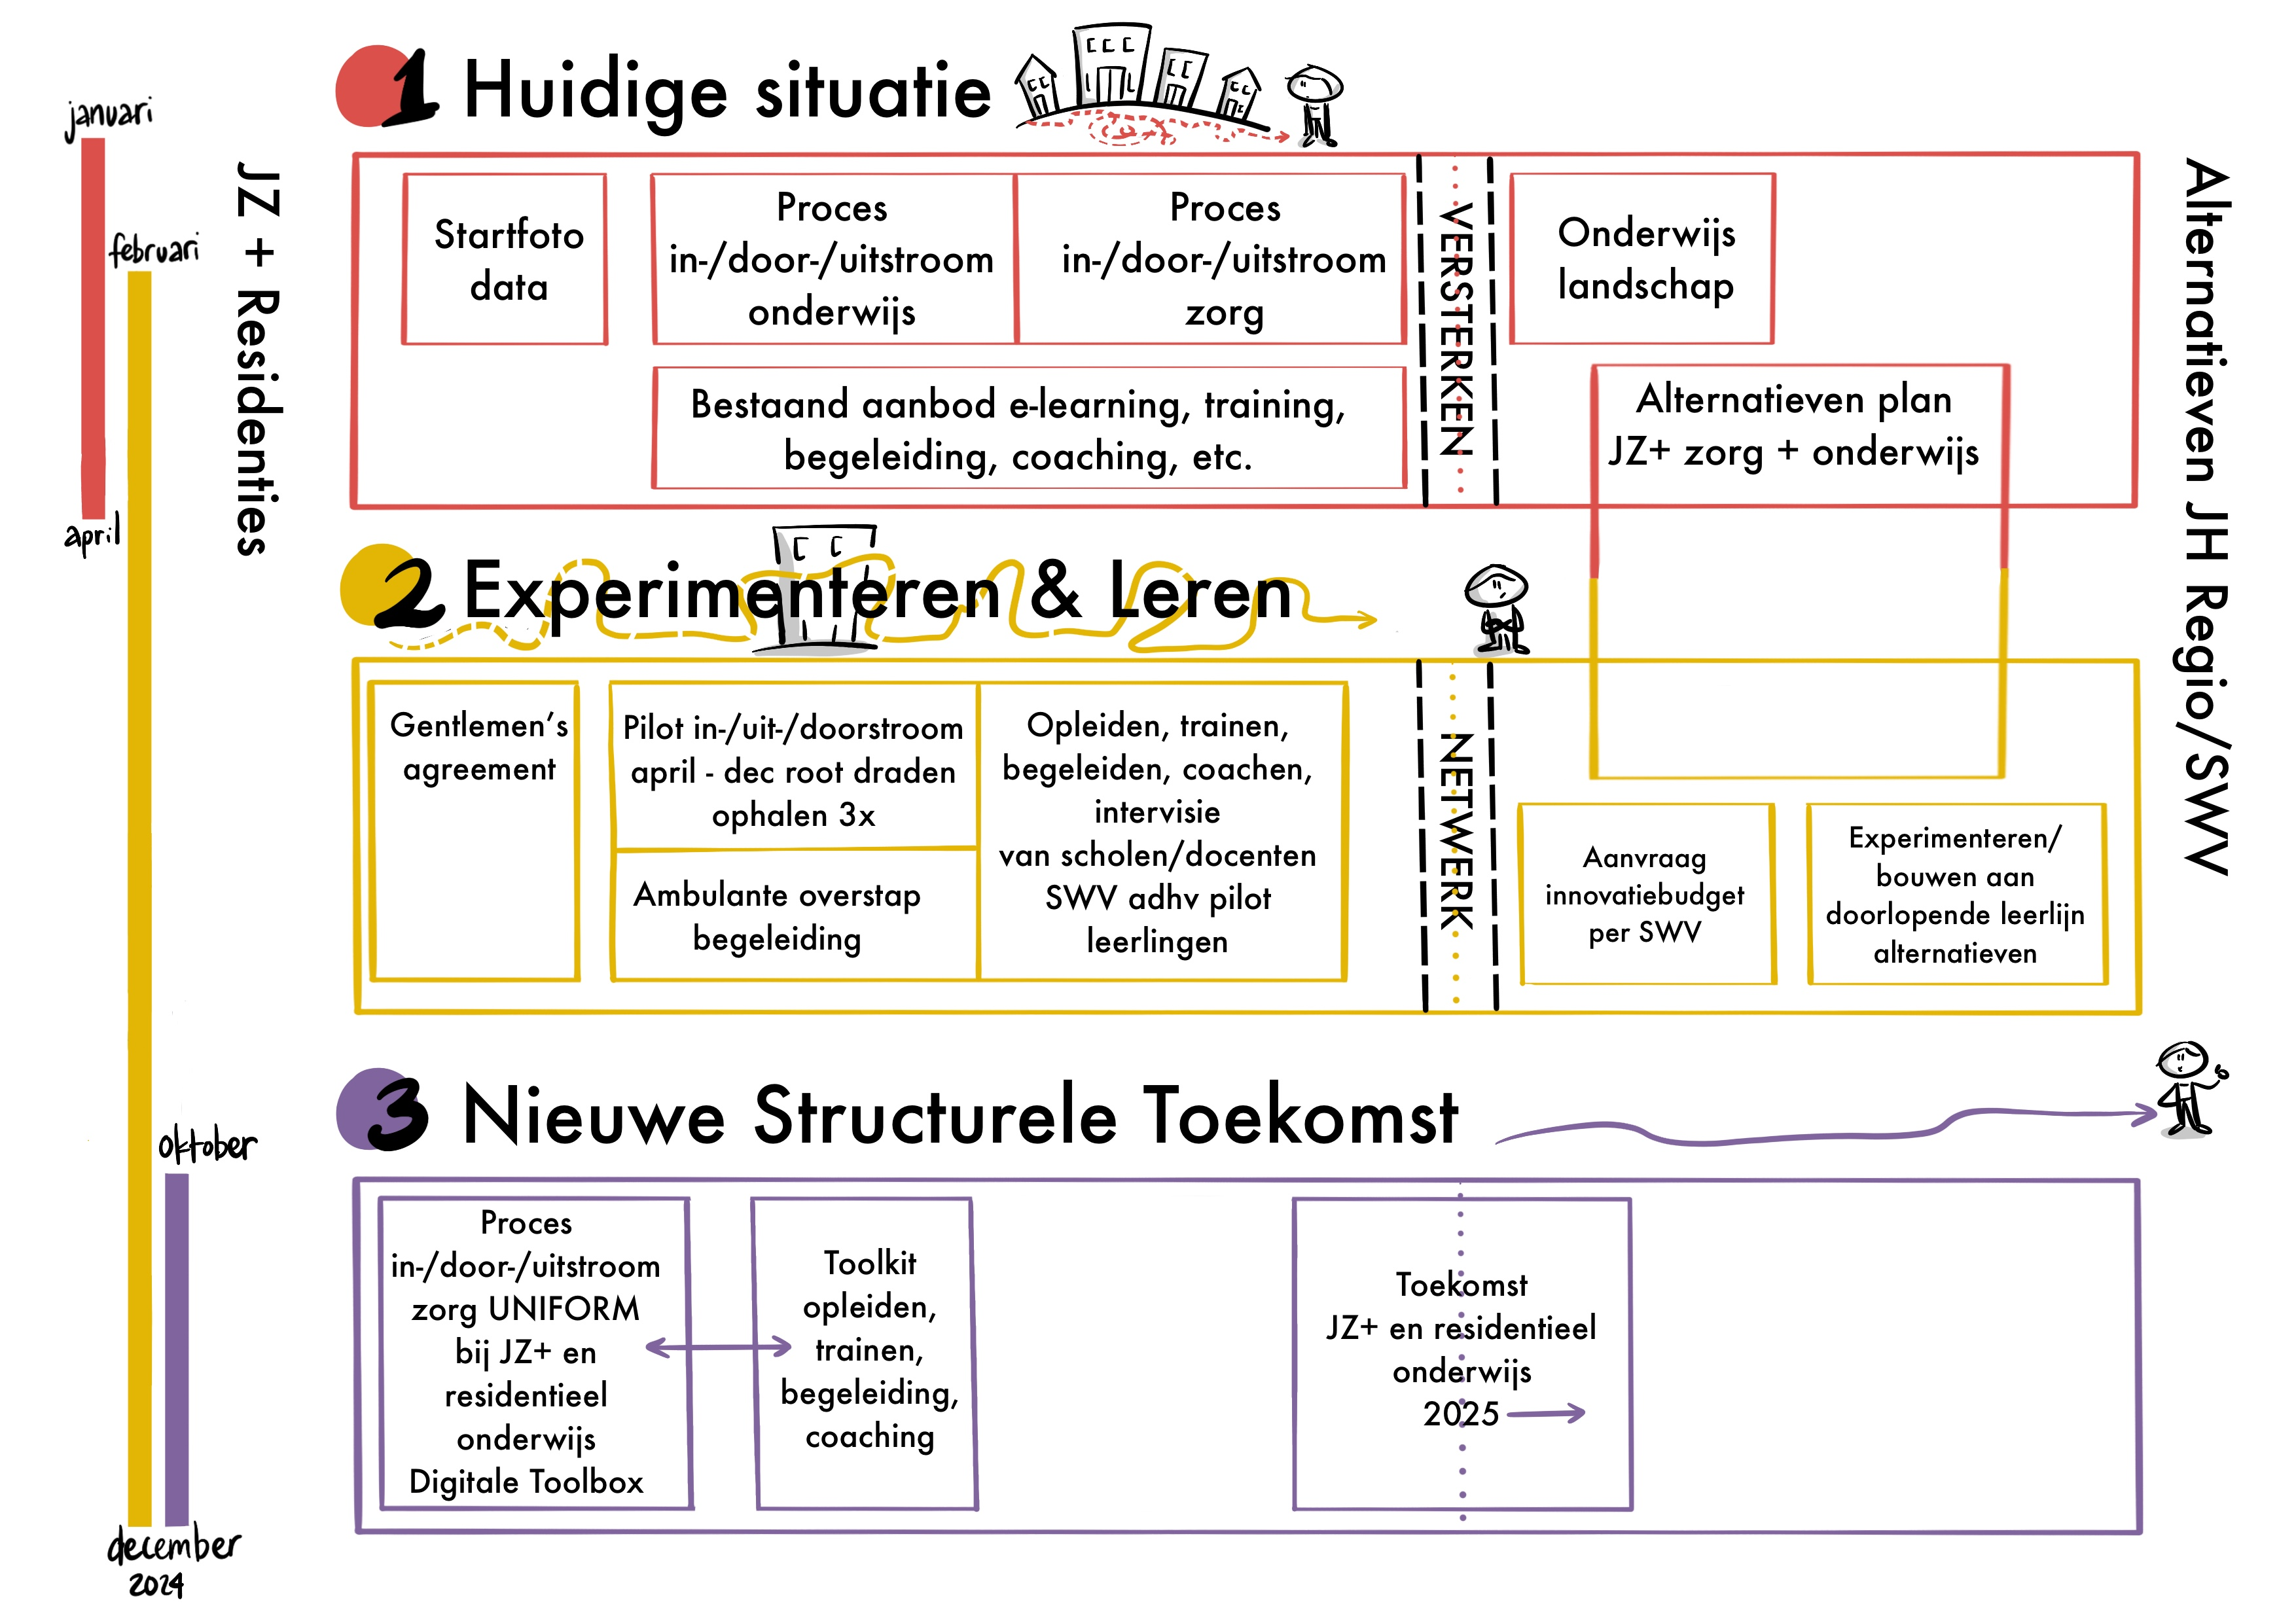 januari
februari
april
oktober
december
2024
JZ + Residenties
1 Huidige situatie
Startfoto
data
Proces
in-/door-/uitstroom
onderwijs
Proces
in-/door-/uitstroom
zorg
Bestaand aanbod e-learning, training,
begeleiding, coaching, etc.
VERSTERKEN
Onderwijs
landschap
Alternatieven plan
JZ+ zorg + onderwijs
Alternatieven JH Regio/SWV
2 Experimenteren & Leren
Gentlemen's
agreement
Pilot in-/uit-/doorstroom
april - dec root draden
ophalen 3x
Ambulante overstap
begeleiding
Opleiden, trainen,
begeleiden, coachen,
intervisie
van scholen/docenten
SWV adhv pilot
leerlingen
NETWERK
Aanvraag
innovatiebudget
per SWV
Experimenteren/
bouwen aan
doorlopende leerlijn
alternatieven
3 Nieuwe Structurele Toekomst
Proces
in-/door-/uitstroom
zorg UNIFORM
bij JZ+ en
residentieel
onderwijs
Digitale Toolbox
Toolkit
opleiden,
trainen,
begeleiding,
coaching
Toekomst
JZ+ en residentieel
onderwijs
2025